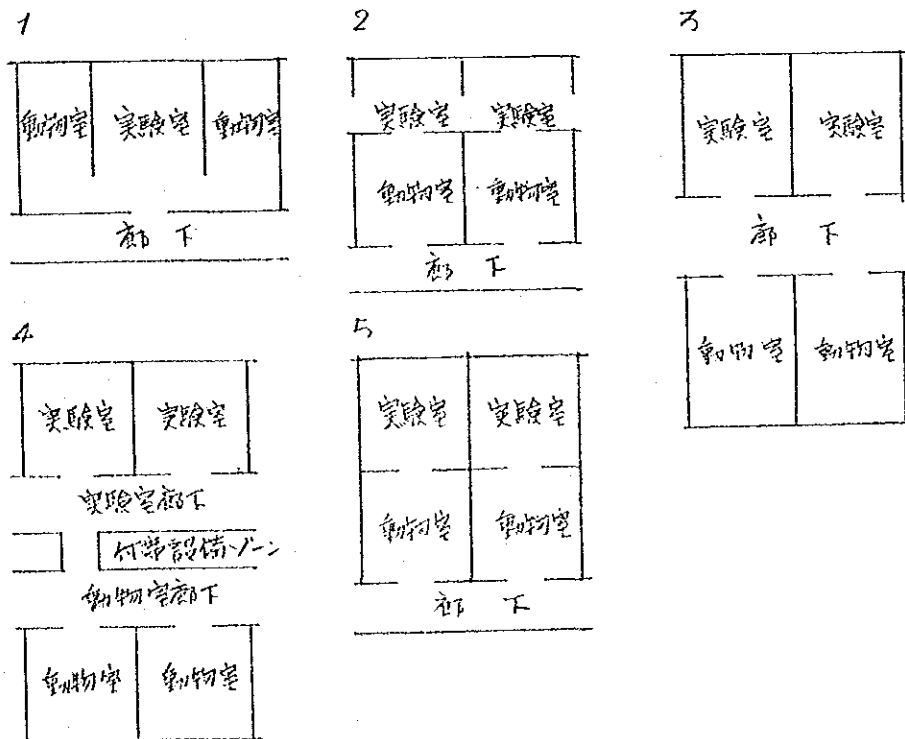 1
動物室 実験室 動物室
廊 下
2
実験室 実験室
動物室 動物室
廊 下
3
実験室 実験室
廊 下
動物室 動物室
4
実験室 実験室
実験室廊下
付帯設備ゾーン
動物室廊下
動物室 動物室
5
実験室 実験室
動物室 動物室
廊 下